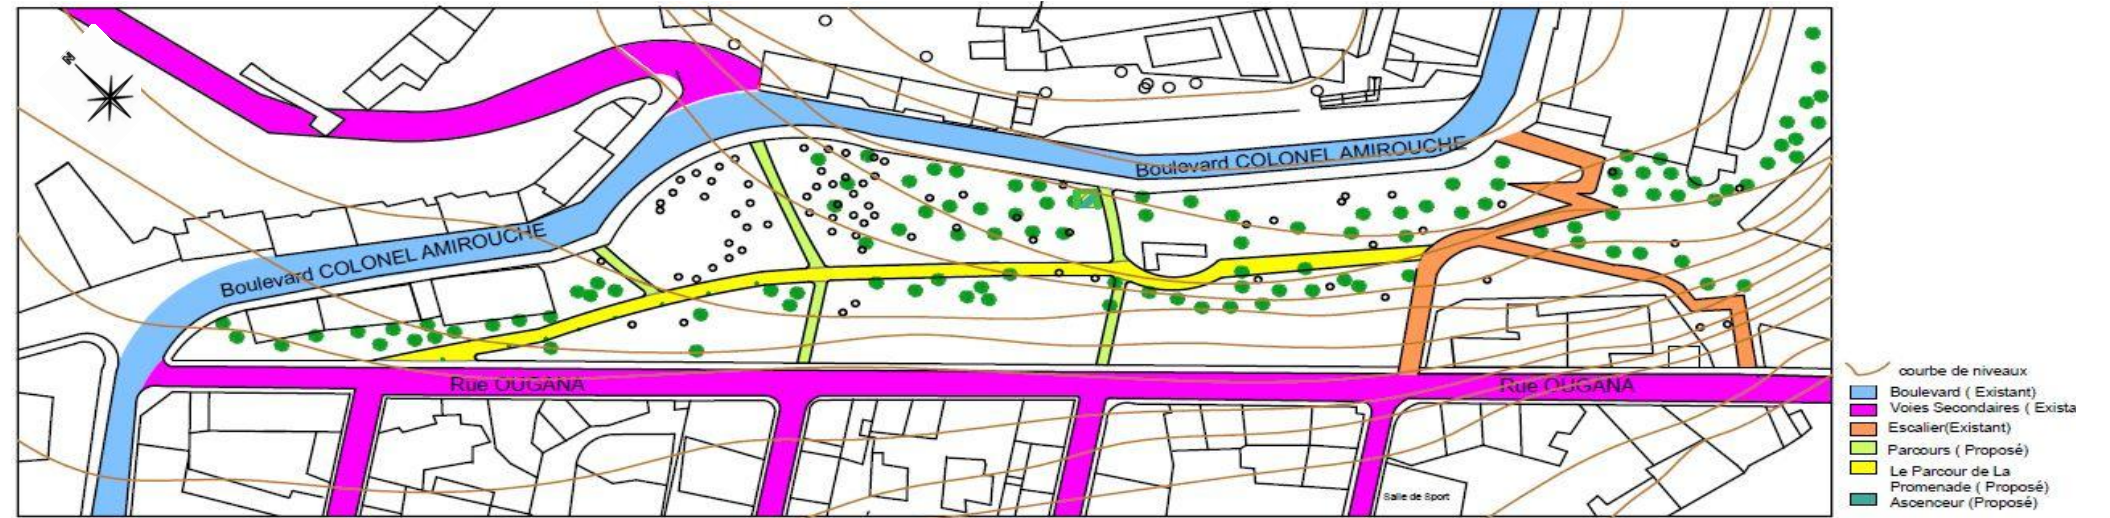 N
Boulevard COLONEL AMIROUCHE
Boulevard COLONEL AMIROUCHE
Rue OUGANA
Rue OUGANA
Salle de Sport
courbe de niveaux
Boulevard ( Existant)
Voies Secondaires ( Exista
Escalier(Existant)
Parcours ( Proposé)
Le Parcour de La
Promenade ( Proposé)
Ascenceur (Proposé)